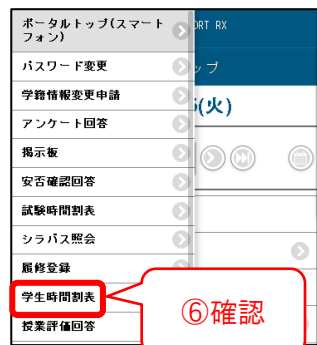 ポータルトップ(スマート
フォン)
ORT RX
パスワード変更
ップ
学籍情報変更申請
(火)
アンケート回答
掲示板
安否確認回答
試験時間割表
シラバス照会
履修登録
学生時間割表
⑥確認
授業評価回答